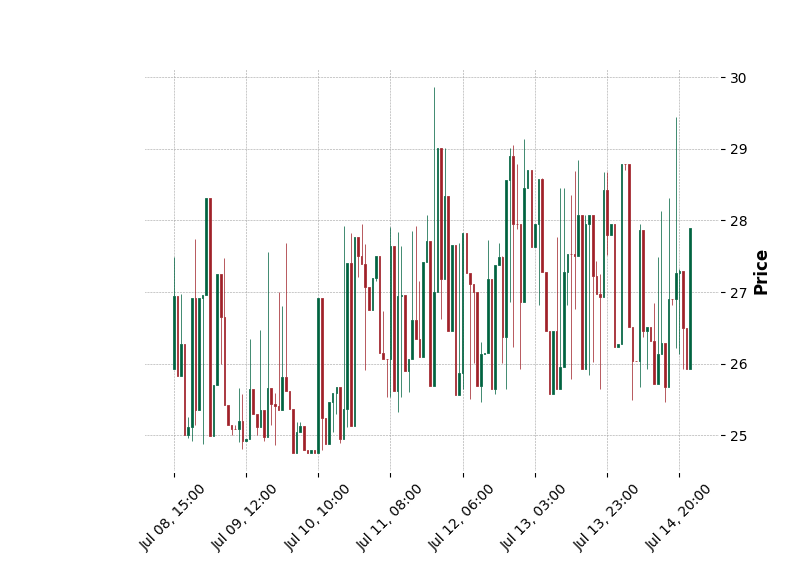 30
29
28
27
26
25
Price
Jul 08, 15:00
Jul 09, 12:00
Jul 10, 10:00
Jul 11, 08:00
Jul 12, 06:00
Jul 13, 03:00
Jul 13, 23:00
Jul 14, 20:00